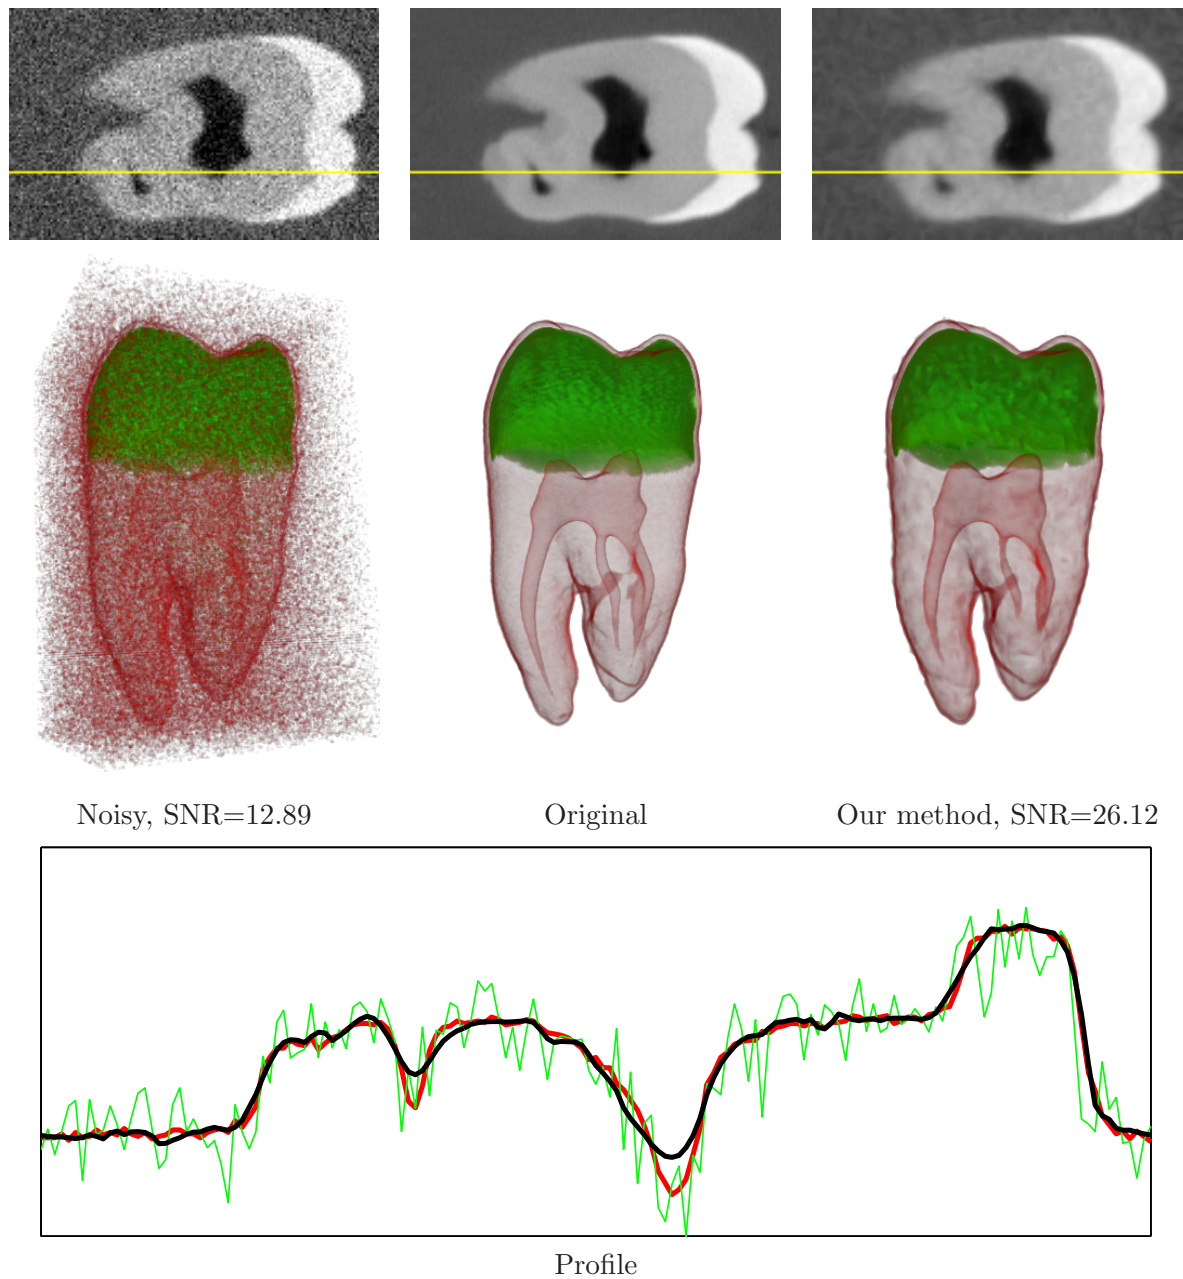 Noisy, SNR=12.89
Original
Our method, SNR=26.12
Profile